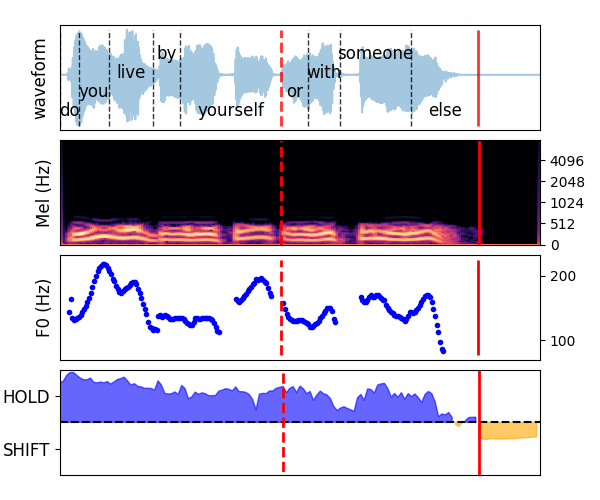 waveform
do you live by yourself or with someone else
Mel (Hz)
4096
2048
1024
512
0
F0 (Hz)
200
100
HOLD
SHIFT